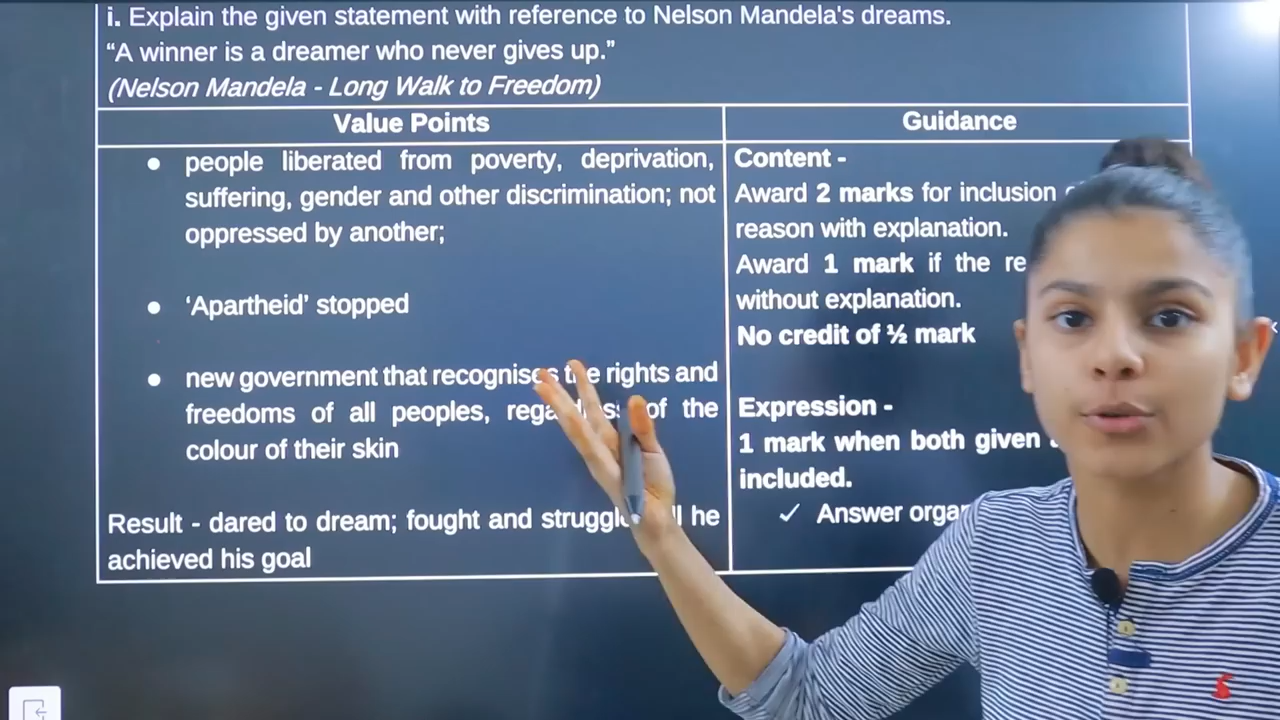 i. Explain the given statement with reference to Nelson Mandela's dreams.
“A winner is a dreamer who never gives up.”
(Nelson Mandela - Long Walk to Freedom)
Value Points
Guidance
● people liberated from poverty, deprivation,
suffering, gender and other discrimination; not
oppressed by another;
● ‘Apartheid’ stopped
● new government that recognises the rights and
freedoms of all peoples, of the
colour of their skin
Result - dared to dream; fought and he
achieved his goal
Content -
Award 2 marks for inclusion
reason with explanation.
Award 1 mark if the
without explanation.
No credit of ½ mark
Expression -
1 mark when both given
included.
✓ Answer